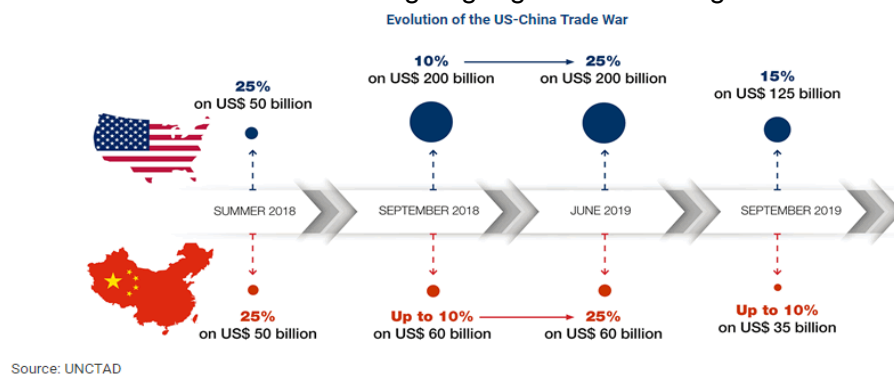 Evolution of the US-China Trade War
25%
on US$ 50 billion
10%
on US$ 200 billion
25%
on US$ 200 billion
15%
on US$ 125 billion
SUMMER 2018
SEPTEMBER 2018
JUNE 2019
SEPTEMBER 2019
25%
on US$ 50 billion
Up to 10%
on US$ 60 billion
25%
on US$ 60 billion
Up to 10%
on US$ 35 billion
Source: UNCTAD